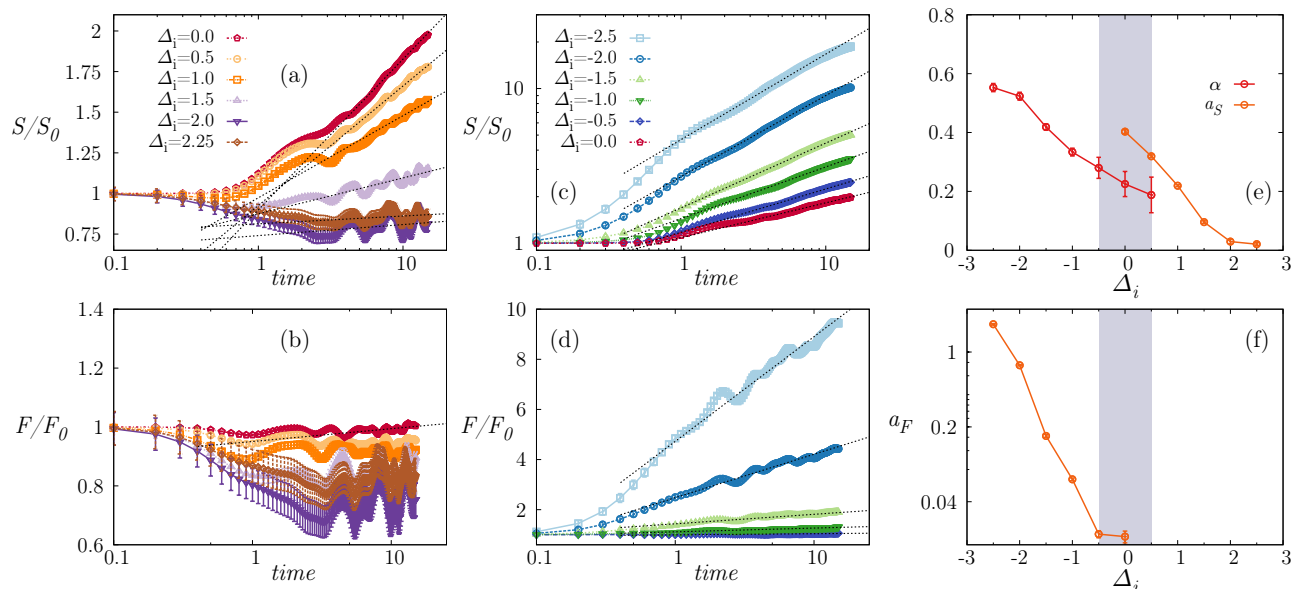 2
1.75
1.5
1.25
1
0.75
S/S0
Δi=0.0
Δi=0.5
Δi=1.0
Δi=1.5
Δi=2.0
Δi=2.25
(a)
0.1
1
10
time
10
1
S/S0
Δi=-2.5
Δi=-2.0
Δi=-1.5
Δi=-1.0
Δi=-0.5
Δi=0.0
(c)
0.1
1
10
time
0.8
0.6
0.4
0.2
0
α
aS
(e)
-3
-2
-1
0
1
2
3
Δi
1.4
1.2
1
0.8
0.6
F/F0
(b)
0.1
1
10
time
10
8
6
4
2
F/F0
(d)
0.1
1
10
time
1
0.2
0.04
aF
(f)
-3
-2
-1
0
1
2
3
Δi